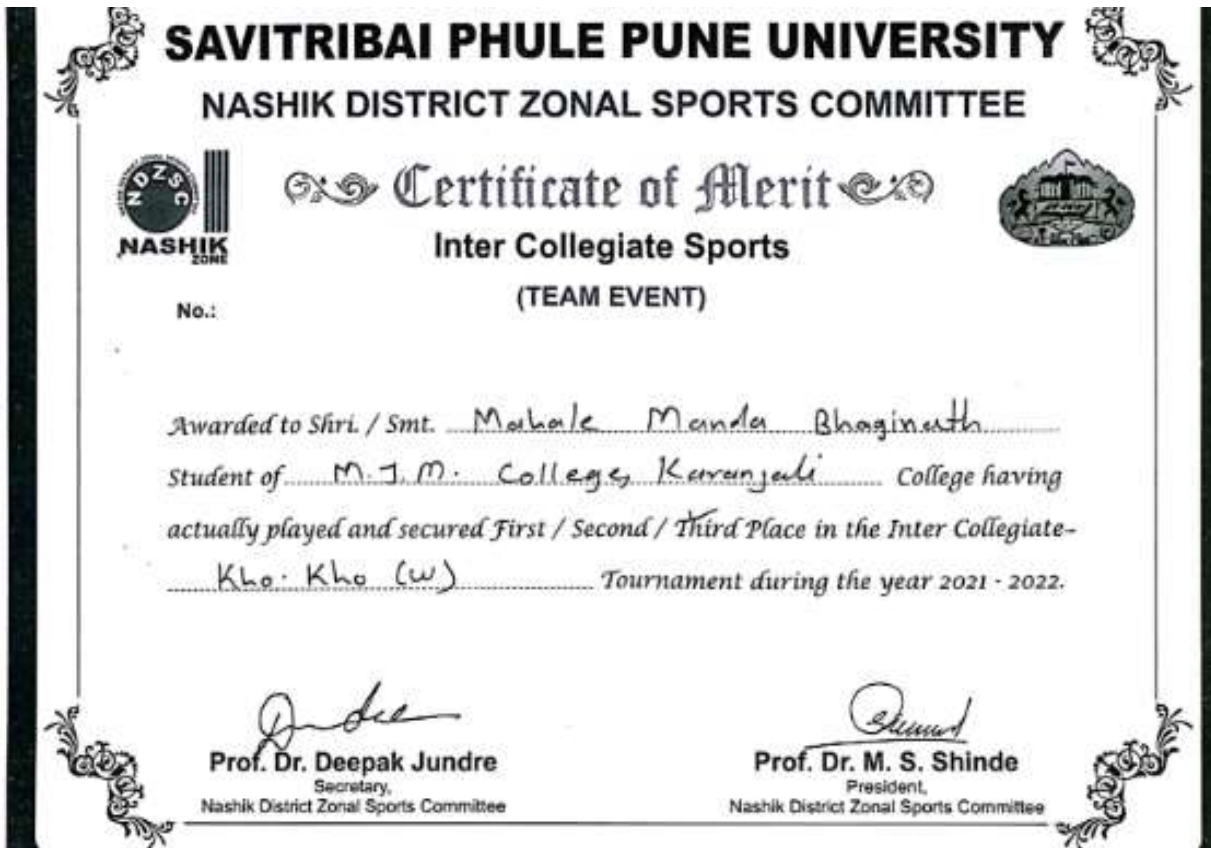 SAVITRIBAI PHULE PUNE UNIVERSITY
NASHIK DISTRICT ZONAL SPORTS COMMITTEE
NDZSC
NASHIK
ZONE
Certificate of Merit
Inter Collegiate Sports
(TEAM EVENT)
No.:
Awarded to Shri. / Smt. Mahale Manda Bhaginath
Student of M.J.M. College, Karanjali College having
actually played and secured First / Second / Third Place in the Inter Collegiate-
Kho-Kho (W) Tournament during the year 2021 - 2022.
Prof. Dr. Deepak Jundre
Secretary,
Nashik District Zonal Sports Committee
Prof. Dr. M. S. Shinde
President,
Nashik District Zonal Sports Committee